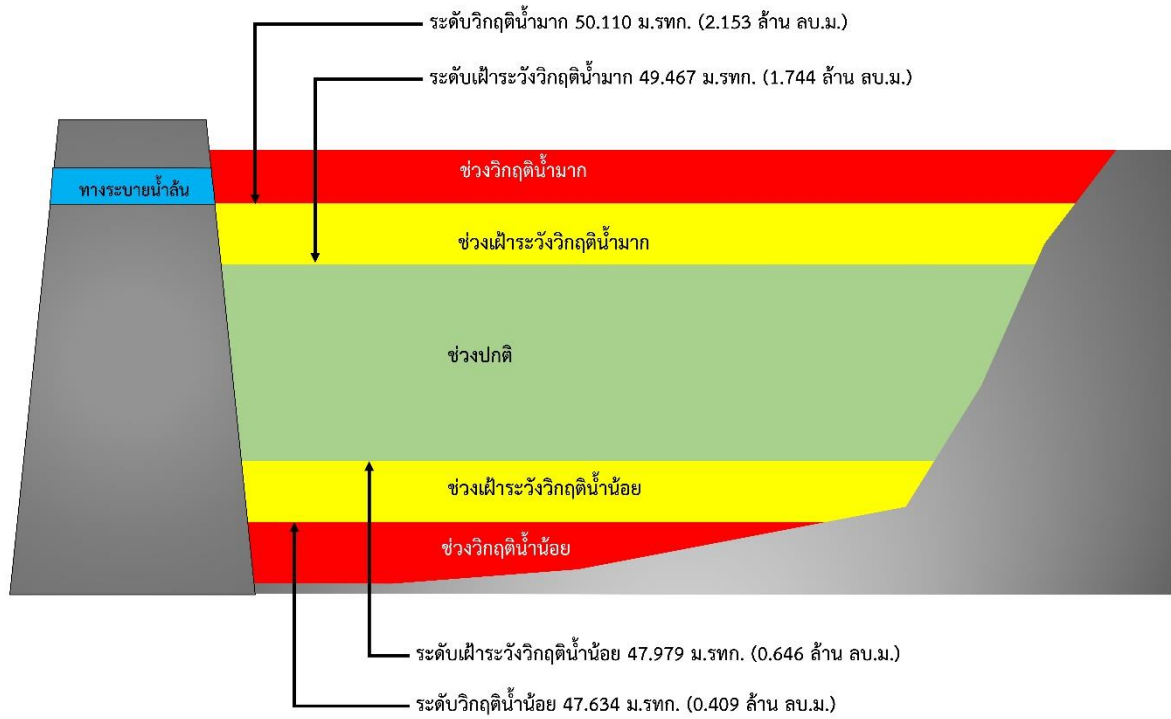 ระดับวิกฤติน้ำมาก 50.110 ม.รทก. (2.153 ล้าน ลบ.ม.)
ระดับเฝ้าระวังวิกฤติน้ำมาก 49.467 ม.รทก. (1.744 ล้าน ลบ.ม.)
ช่วงวิกฤติน้ำมาก
ทางระบายน้ำล้น
ช่วงเฝ้าระวังวิกฤติน้ำมาก
ช่วงปกติ
ช่วงเฝ้าระวังวิกฤติน้ำน้อย
ช่วงวิกฤติน้ำน้อย
ระดับเฝ้าระวังวิกฤติน้ำน้อย 47.979 ม.รทก. (0.646 ล้าน ลบ.ม.)
ระดับวิกฤติน้ำน้อย 47.634 ม.รทก. (0.409 ล้าน ลบ.ม.)